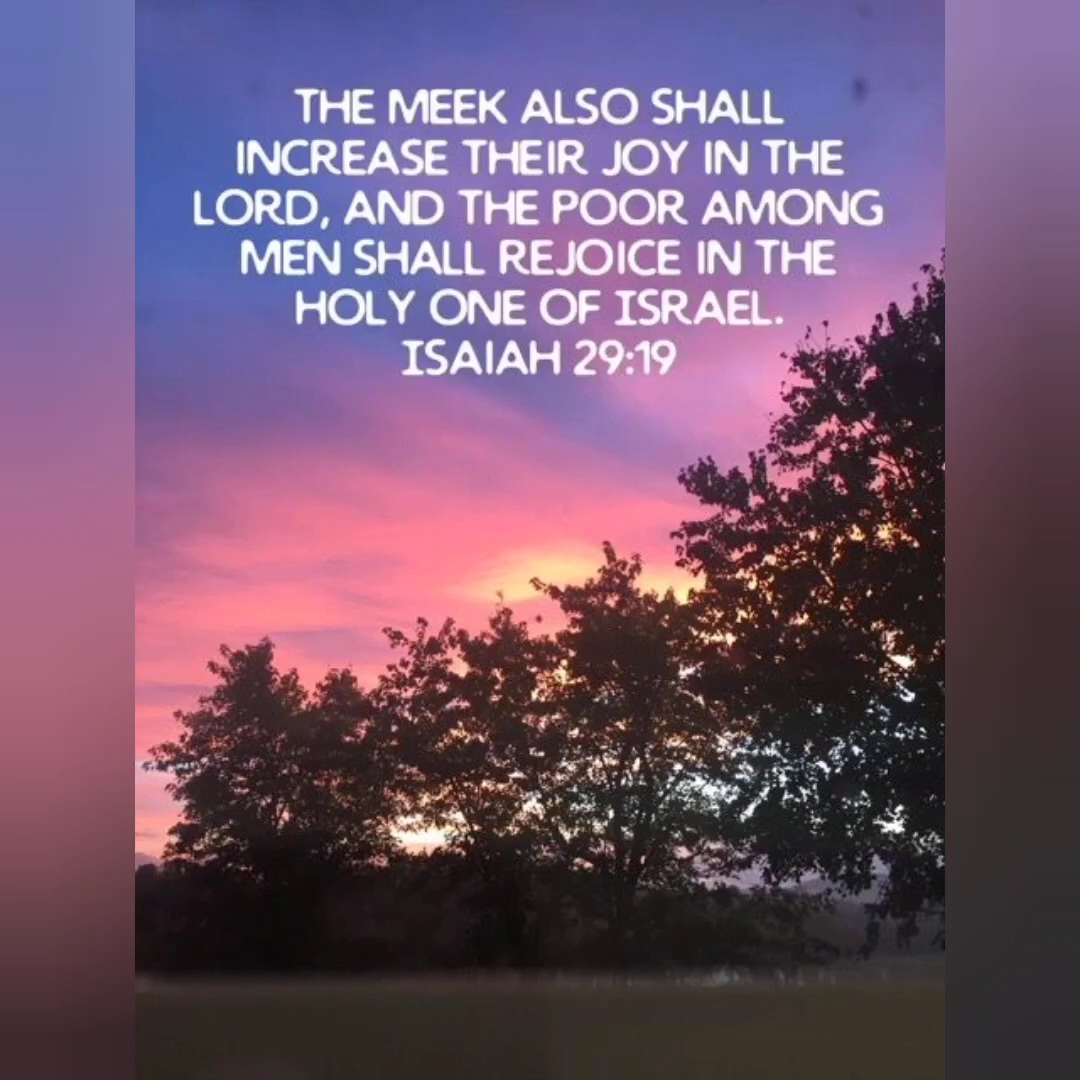 THE MEEK ALSO SHALL
INCREASE THEIR JOY IN THE
LORD, AND THE POOR AMONG
MEN SHALL REJOICE IN THE
HOLY ONE OF ISRAEL.
ISAIAH 29:19